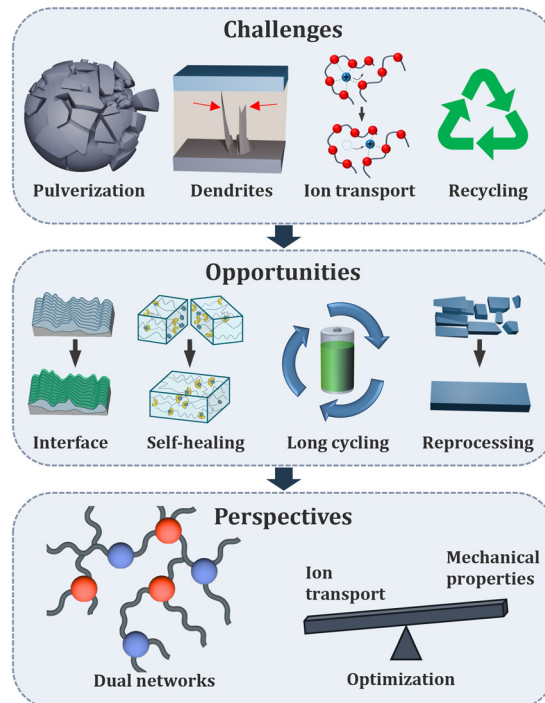 Challenges
Pulverization
Dendrites
Ion transport
Recycling
Opportunities
Interface
Self-healing
Long cycling
Reprocessing
Perspectives
Ion
transport
Mechanical
properties
Dual networks
Optimization